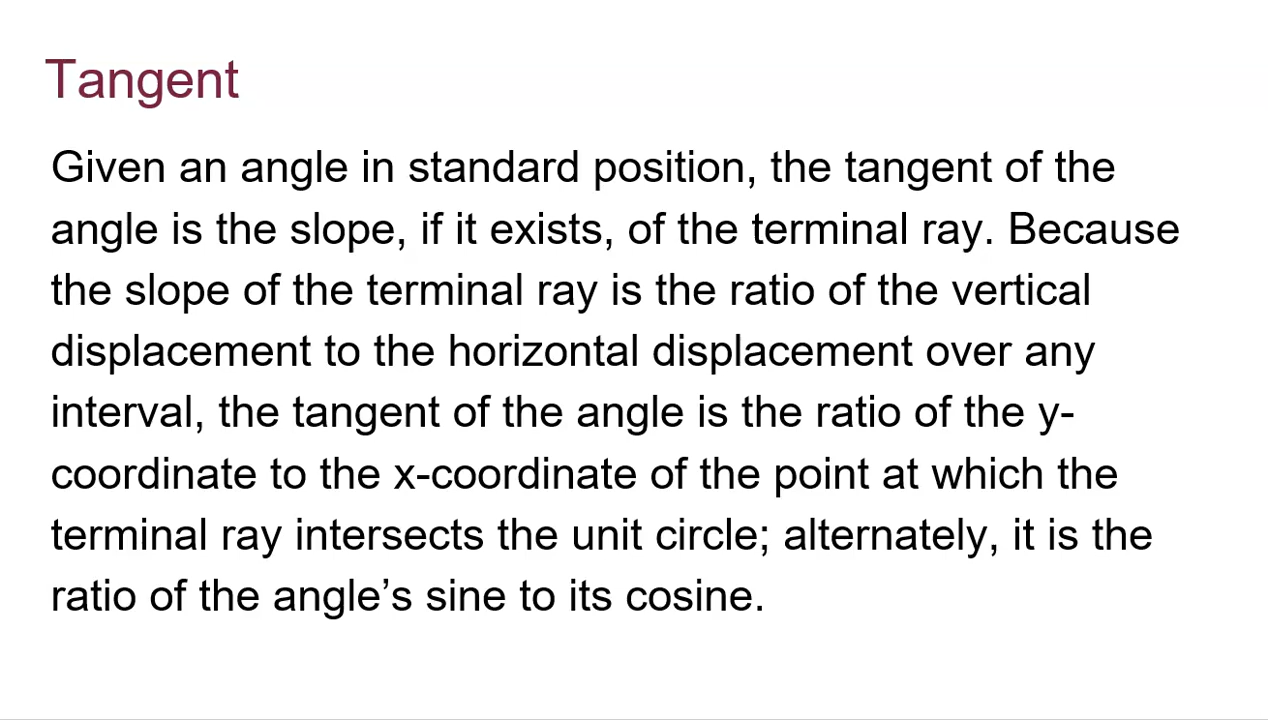 Tangent
Given an angle in standard position, the tangent of the
angle is the slope, if it exists, of the terminal ray. Because
the slope of the terminal ray is the ratio of the vertical
displacement to the horizontal displacement over any
interval, the tangent of the angle is the ratio of the y-
coordinate to the x-coordinate of the point at which the
terminal ray intersects the unit circle; alternately, it is the
ratio of the angle’s sine to its cosine.